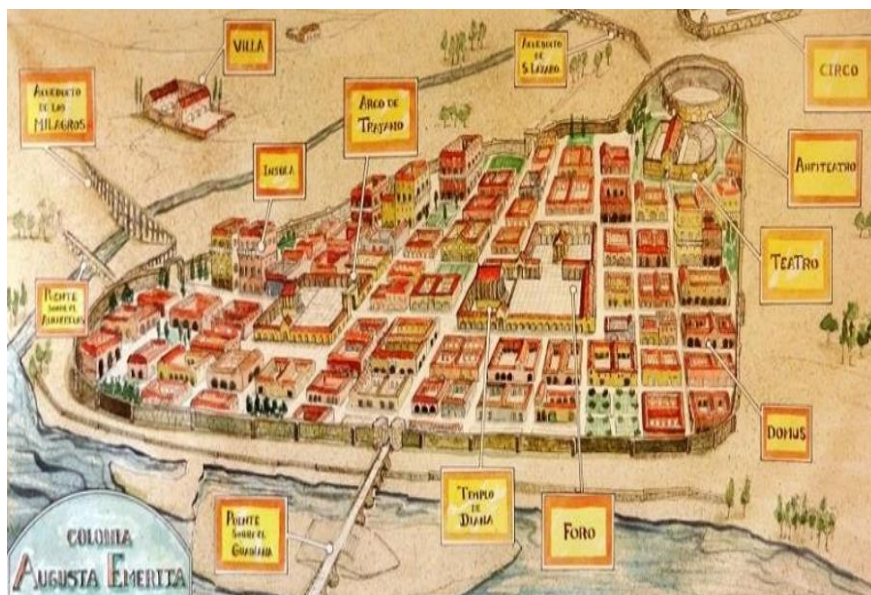 VILLA
ACUEDUCTO
DE
S. LÁZARO
CIRCO
ACUEDUCTO
DE LOS
MILAGROS
ARCO DE
TRAJANO
INSULA
ANFITEATRO
TEATRO
PUENTE
SOBRE EL
DOMUS
TEMPLO
DE
DIANA
FORO
PUENTE
SOBRE EL
GUADIANA
COLONIA
AUGUSTA EMERITA